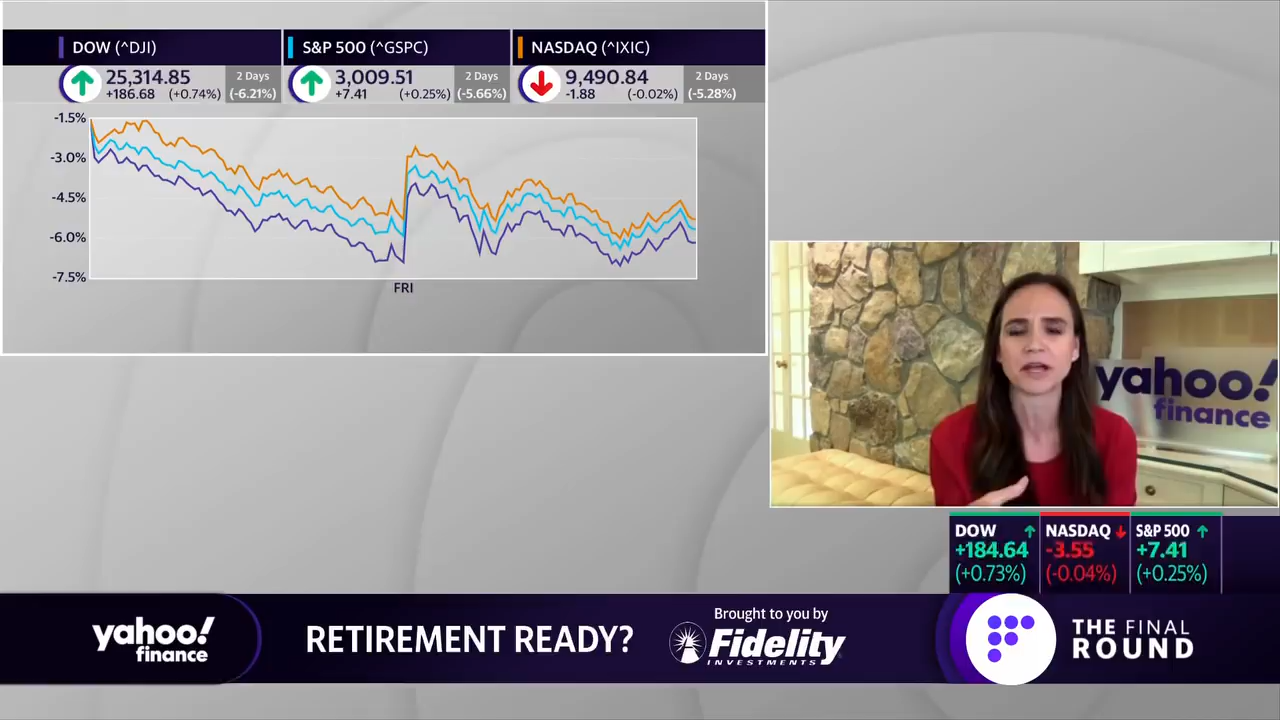 DOW (^DJI)
25,314.85
+186.68 (+0.74%)
2 Days
(-6.21%)
S&P 500 (^GSPC)
3,009.51
+7.41 (+0.25%)
2 Days
(-5.66%)
NASDAQ (^IXIC)
9,490.84
-1.88 (-0.02%)
2 Days
(-5.28%)
-1.5%
-3.0%
-4.5%
-6.0%
-7.5%
FRI
yahoo!
finance
DOW
+184.64
(+0.73%)
NASDAQ
-3.55
(-0.04%)
S&P 500
+7.41
(+0.25%)
yahoo!
finance
RETIREMENT READY?
Brought to you by
Fidelity
INVESTMENTS
THE FINAL
ROUND